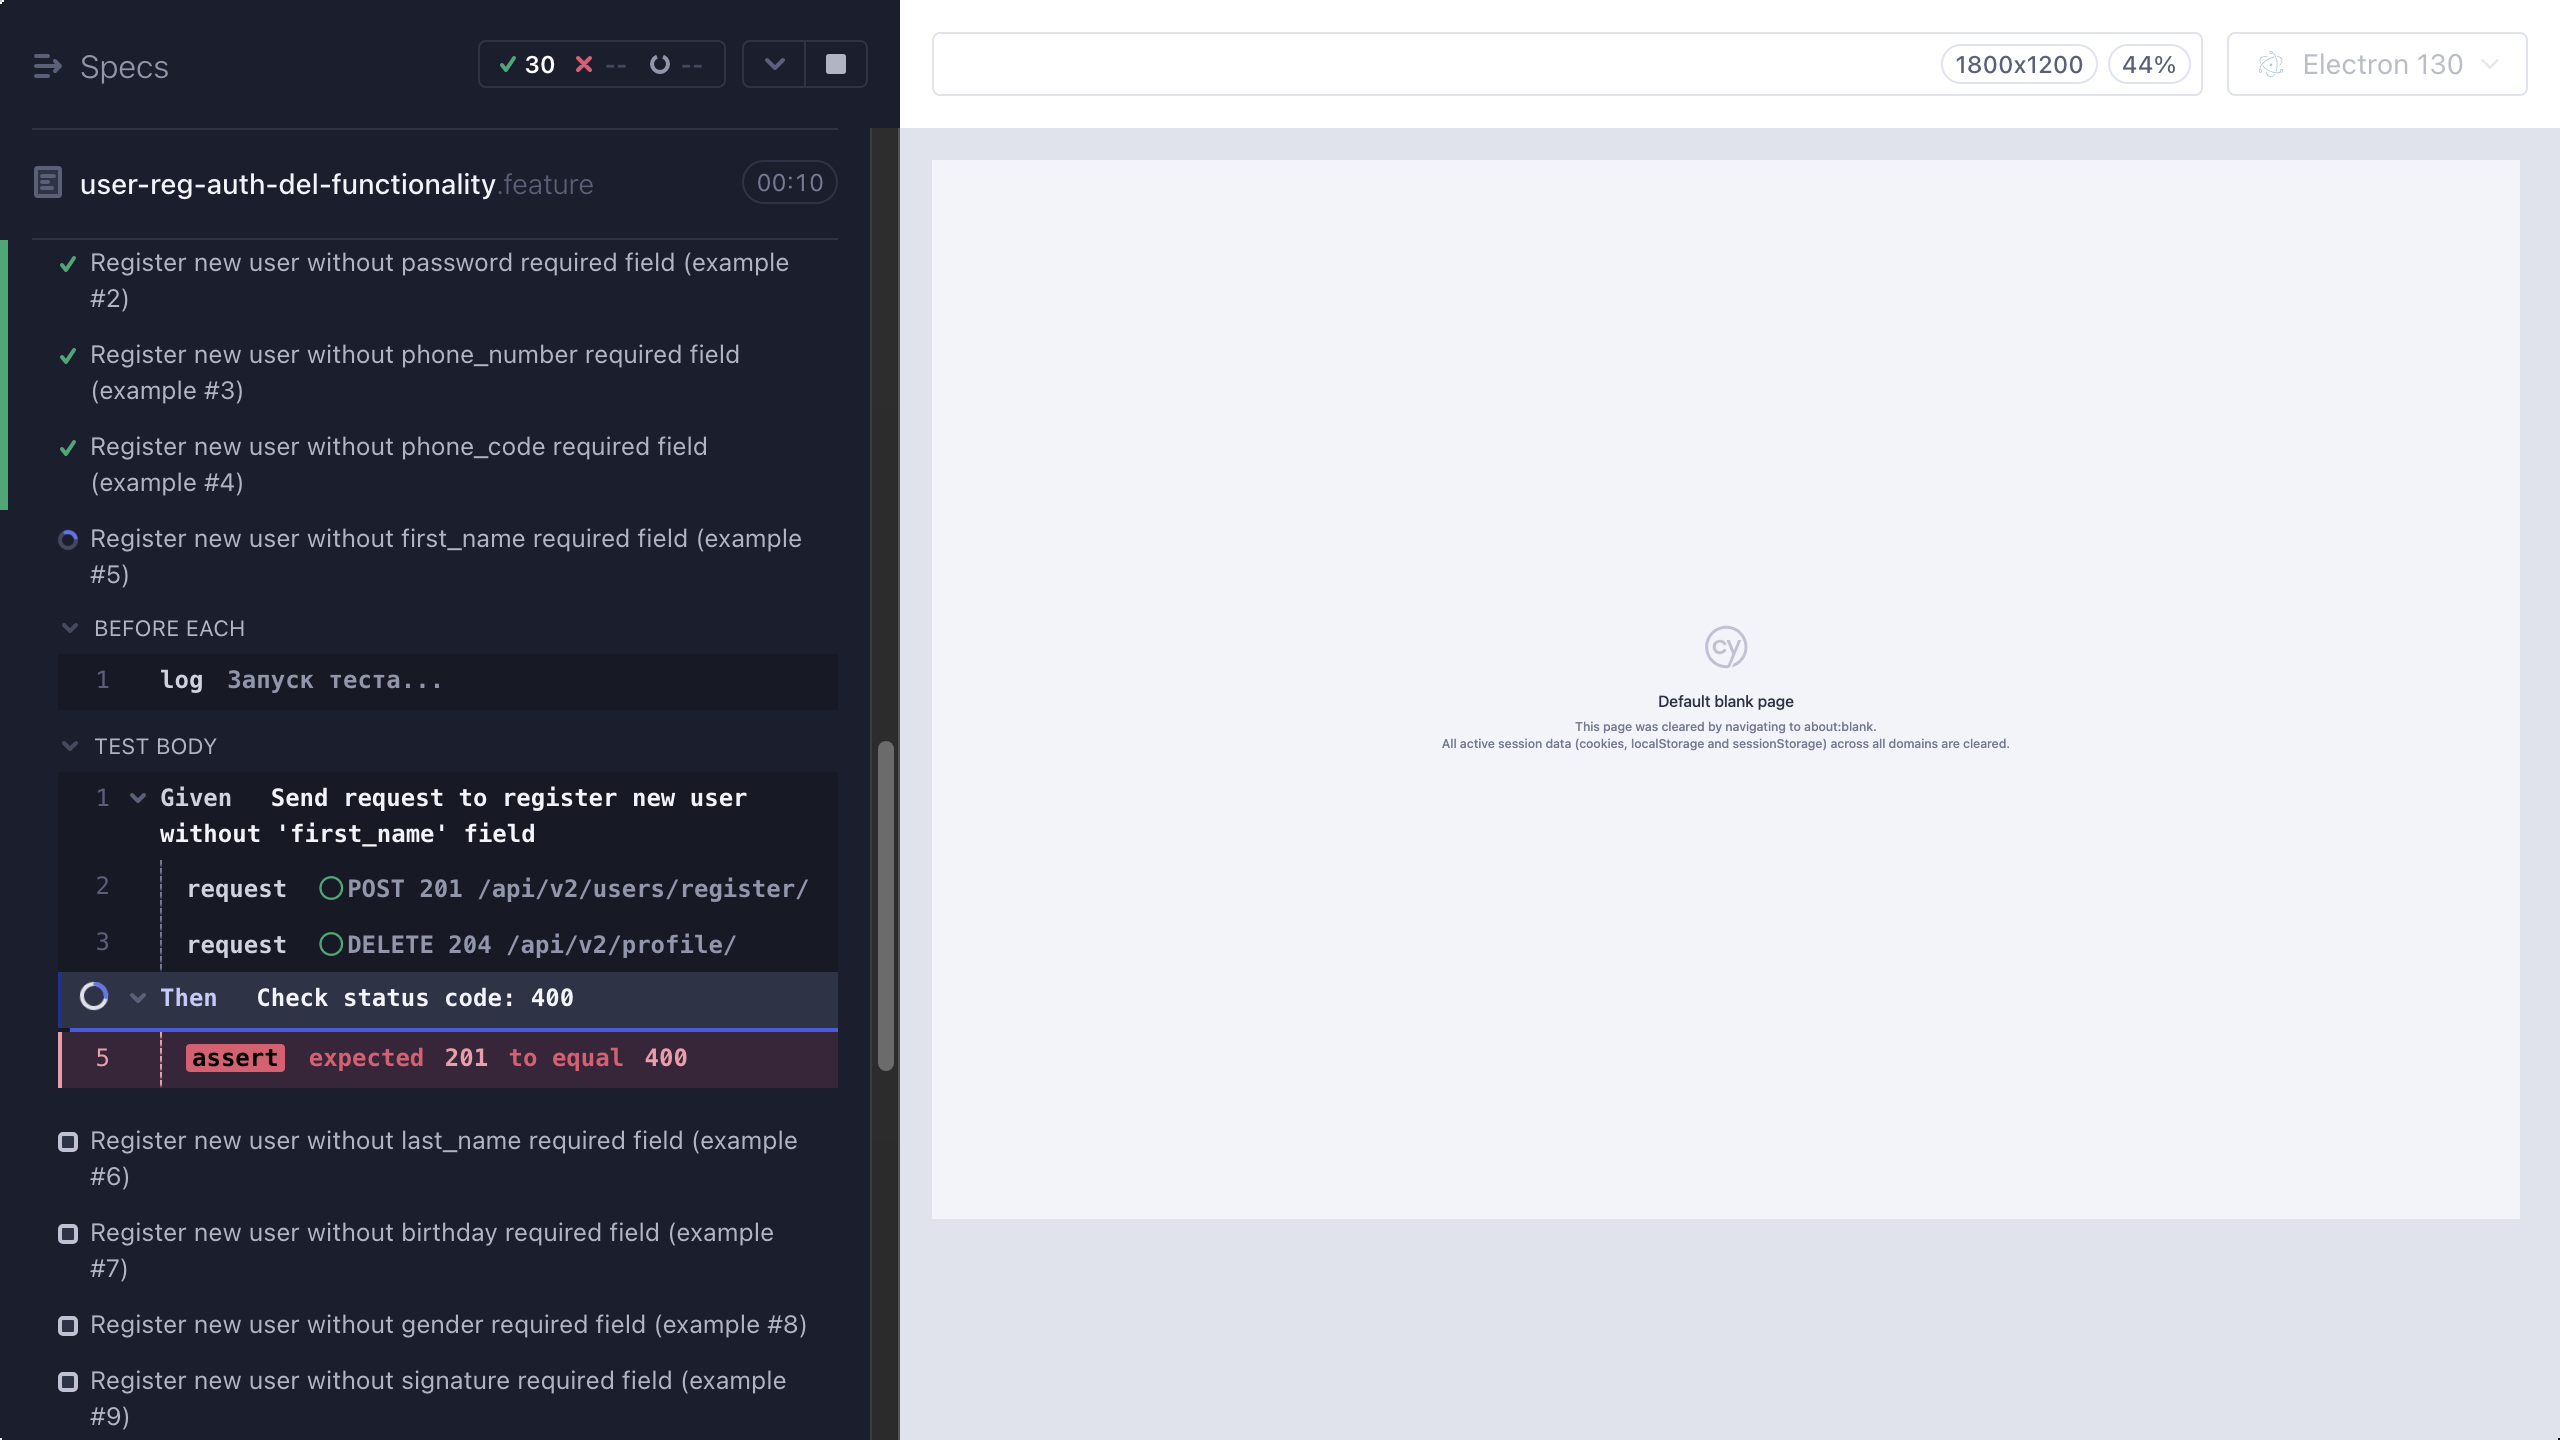 Specs
30 -- --
user-reg-auth-del-functionality.feature 00:10
Register new user without password required field (example
#2)
Register new user without phone_number required field
(example #3)
Register new user without phone_code required field
(example #4)
Register new user without first_name required field (example
#5)
BEFORE EACH
1 log Запуск теста...
TEST BODY
1 Given Send request to register new user
without 'first_name' field
2 request POST 201 /api/v2/users/register/
3 request DELETE 204 /api/v2/profile/
Then Check status code: 400
5 assert expected 201 to equal 400
Register new user without last_name required field (example
#6)
Register new user without birthday required field (example
#7)
Register new user without gender required field (example #8)
Register new user without signature required field (example
#9)
1800x1200 44% Electron 130
cy
Default blank page
This page was cleared by navigating to about:blank.
All active session data (cookies, localStorage and sessionStorage) across all domains are cleared.